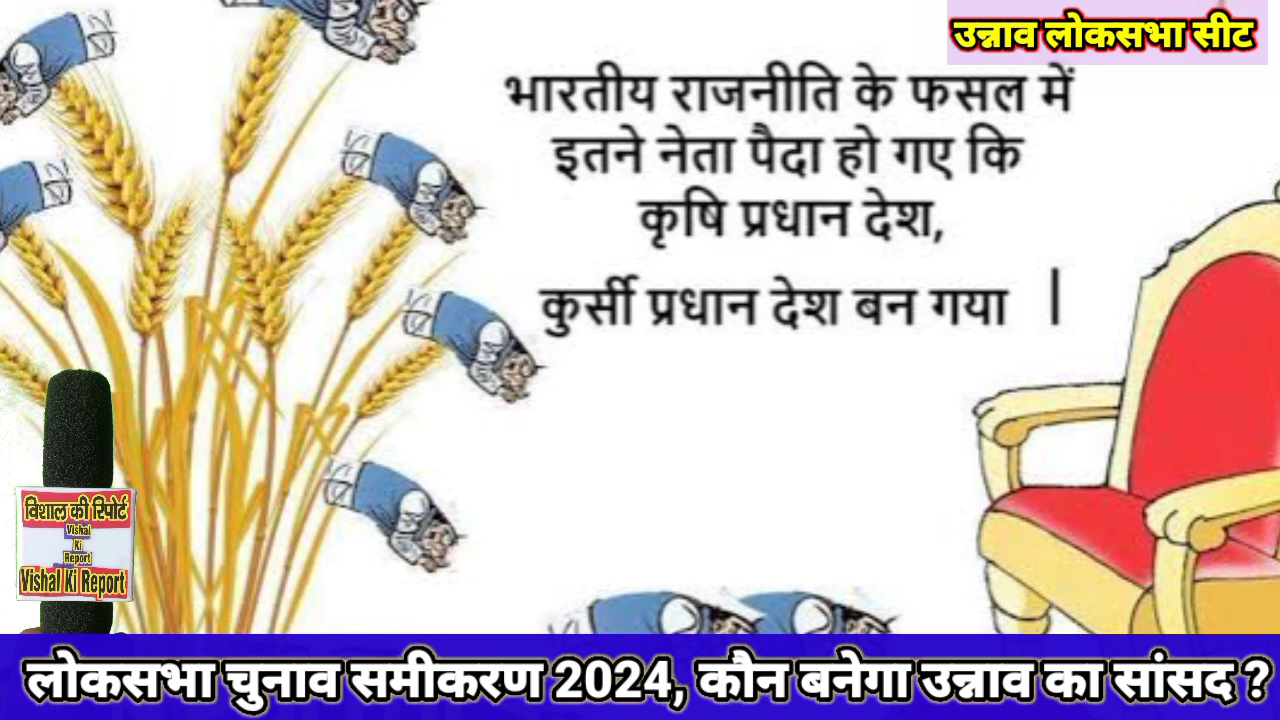 उन्नाव लोकसभा सीट
भारतीय राजनीति के फसल में
इतने नेता पैदा हो गए कि
कृषि प्रधान देश,
कुर्सी प्रधान देश बन गया ।
विशाल की रिपोर्ट
Vishal
Ki
Report
Vishal Ki Report
लोकसभा चुनाव समीकरण 2024, कौन बनेगा उन्नाव का सांसद ?